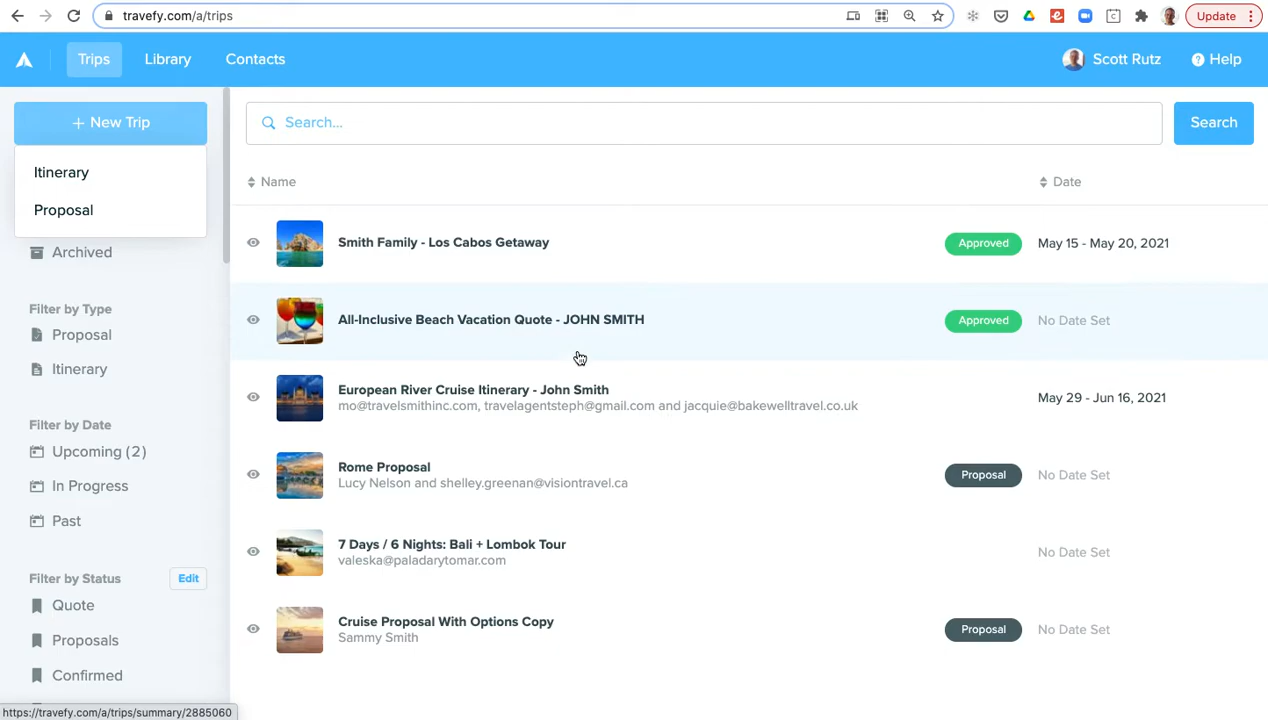 travefy.com/a/trips
Update
Trips
Library
Contacts
Scott Rutz
Help
+ New Trip
Itinerary
Proposal
Archived
Filter by Type
Proposal
Itinerary
Filter by Date
Upcoming (2)
In Progress
Past
Filter by Status
Edit
Quote
Proposals
Confirmed
https://travefy.com/a/trips/summary/2885060
Search...
Search
Name
Date
Smith Family - Los Cabos Getaway
Approved
May 15 - May 20, 2021
All-Inclusive Beach Vacation Quote - JOHN SMITH
Approved
No Date Set
European River Cruise Itinerary - John Smith
mo@travelsmithinc.com, travelagentsteph@gmail.com and jacquie@bakewelltravel.co.uk
May 29 - Jun 16, 2021
Rome Proposal
Lucy Nelson and shelley.greenan@visiontravel.ca
Proposal
No Date Set
7 Days / 6 Nights: Bali + Lombok Tour
valeska@paladarytomar.com
No Date Set
Cruise Proposal With Options Copy
Sammy Smith
Proposal
No Date Set